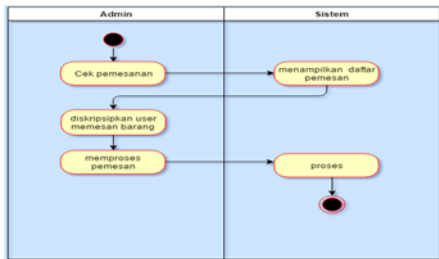 Admin
Sistem
Cek pemesanan
menampilkan daftar
pemesan
diskripsipkan user
memesan barang
memproses
pemesan
proses